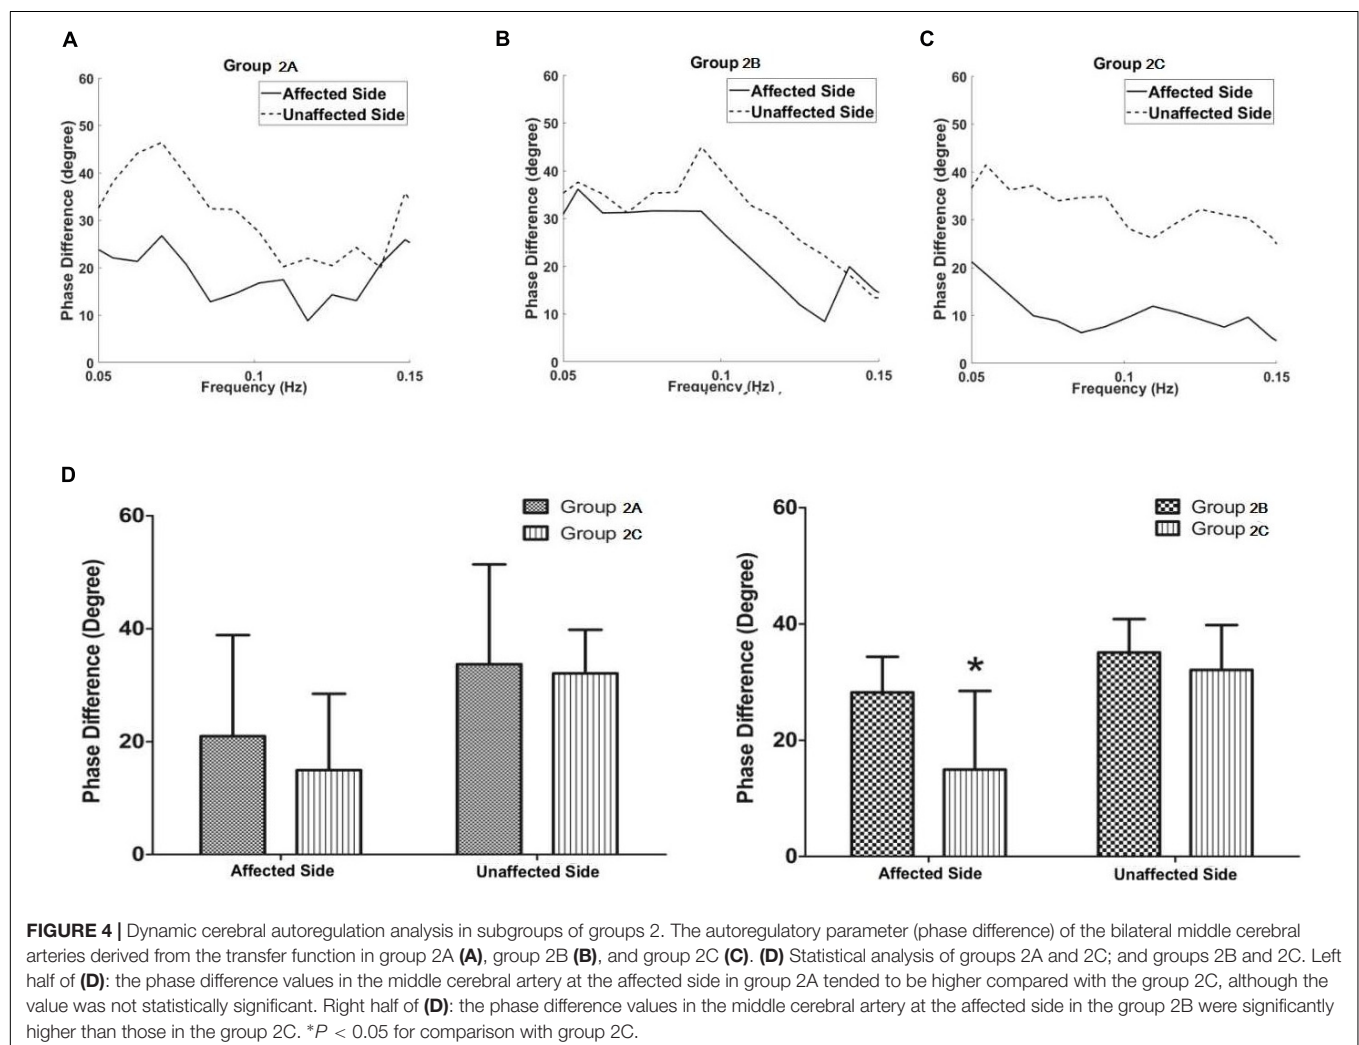 A
Group 2A
Affected Side
Unaffected Side
Phase Difference (degree)
60
50
40
30
20
10
0
0.05
0.1
0.15
Frequency (Hz)
B
Group 2B
Affected Side
Unaffected Side
Phase Difference (degree)
60
50
40
30
20
10
0
0.05
0.1
0.15
Frequency (Hz)
C
Group 2C
Affected Side
Unaffected Side
Phase Difference (degree)
60
50
40
30
20
10
0
0.05
0.1
0.15
Frequency (Hz)
D
Group 2A
Group 2C
Phase Difference (Degree)
60
40
20
0
Affected Side
Unaffected Side
Group 2B
Group 2C
Phase Difference (Degree)
60
40
20
0
*
Affected Side
Unaffected Side
FIGURE 4 | Dynamic cerebral autoregulation analysis in subgroups of groups 2. The autoregulatory parameter (phase difference) of the bilateral middle cerebral
arteries derived from the transfer function in group 2A (A), group 2B (B), and group 2C (C). (D) Statistical analysis of groups 2A and 2C; and groups 2B and 2C. Left
half of (D): the phase difference values in the middle cerebral artery at the affected side in group 2A tended to be higher compared with the group 2C, although the
value was not statistically significant. Right half of (D): the phase difference values in the middle cerebral artery at the affected side in the group 2B were significantly
higher than those in the group 2C. *P < 0.05 for comparison with group 2C.